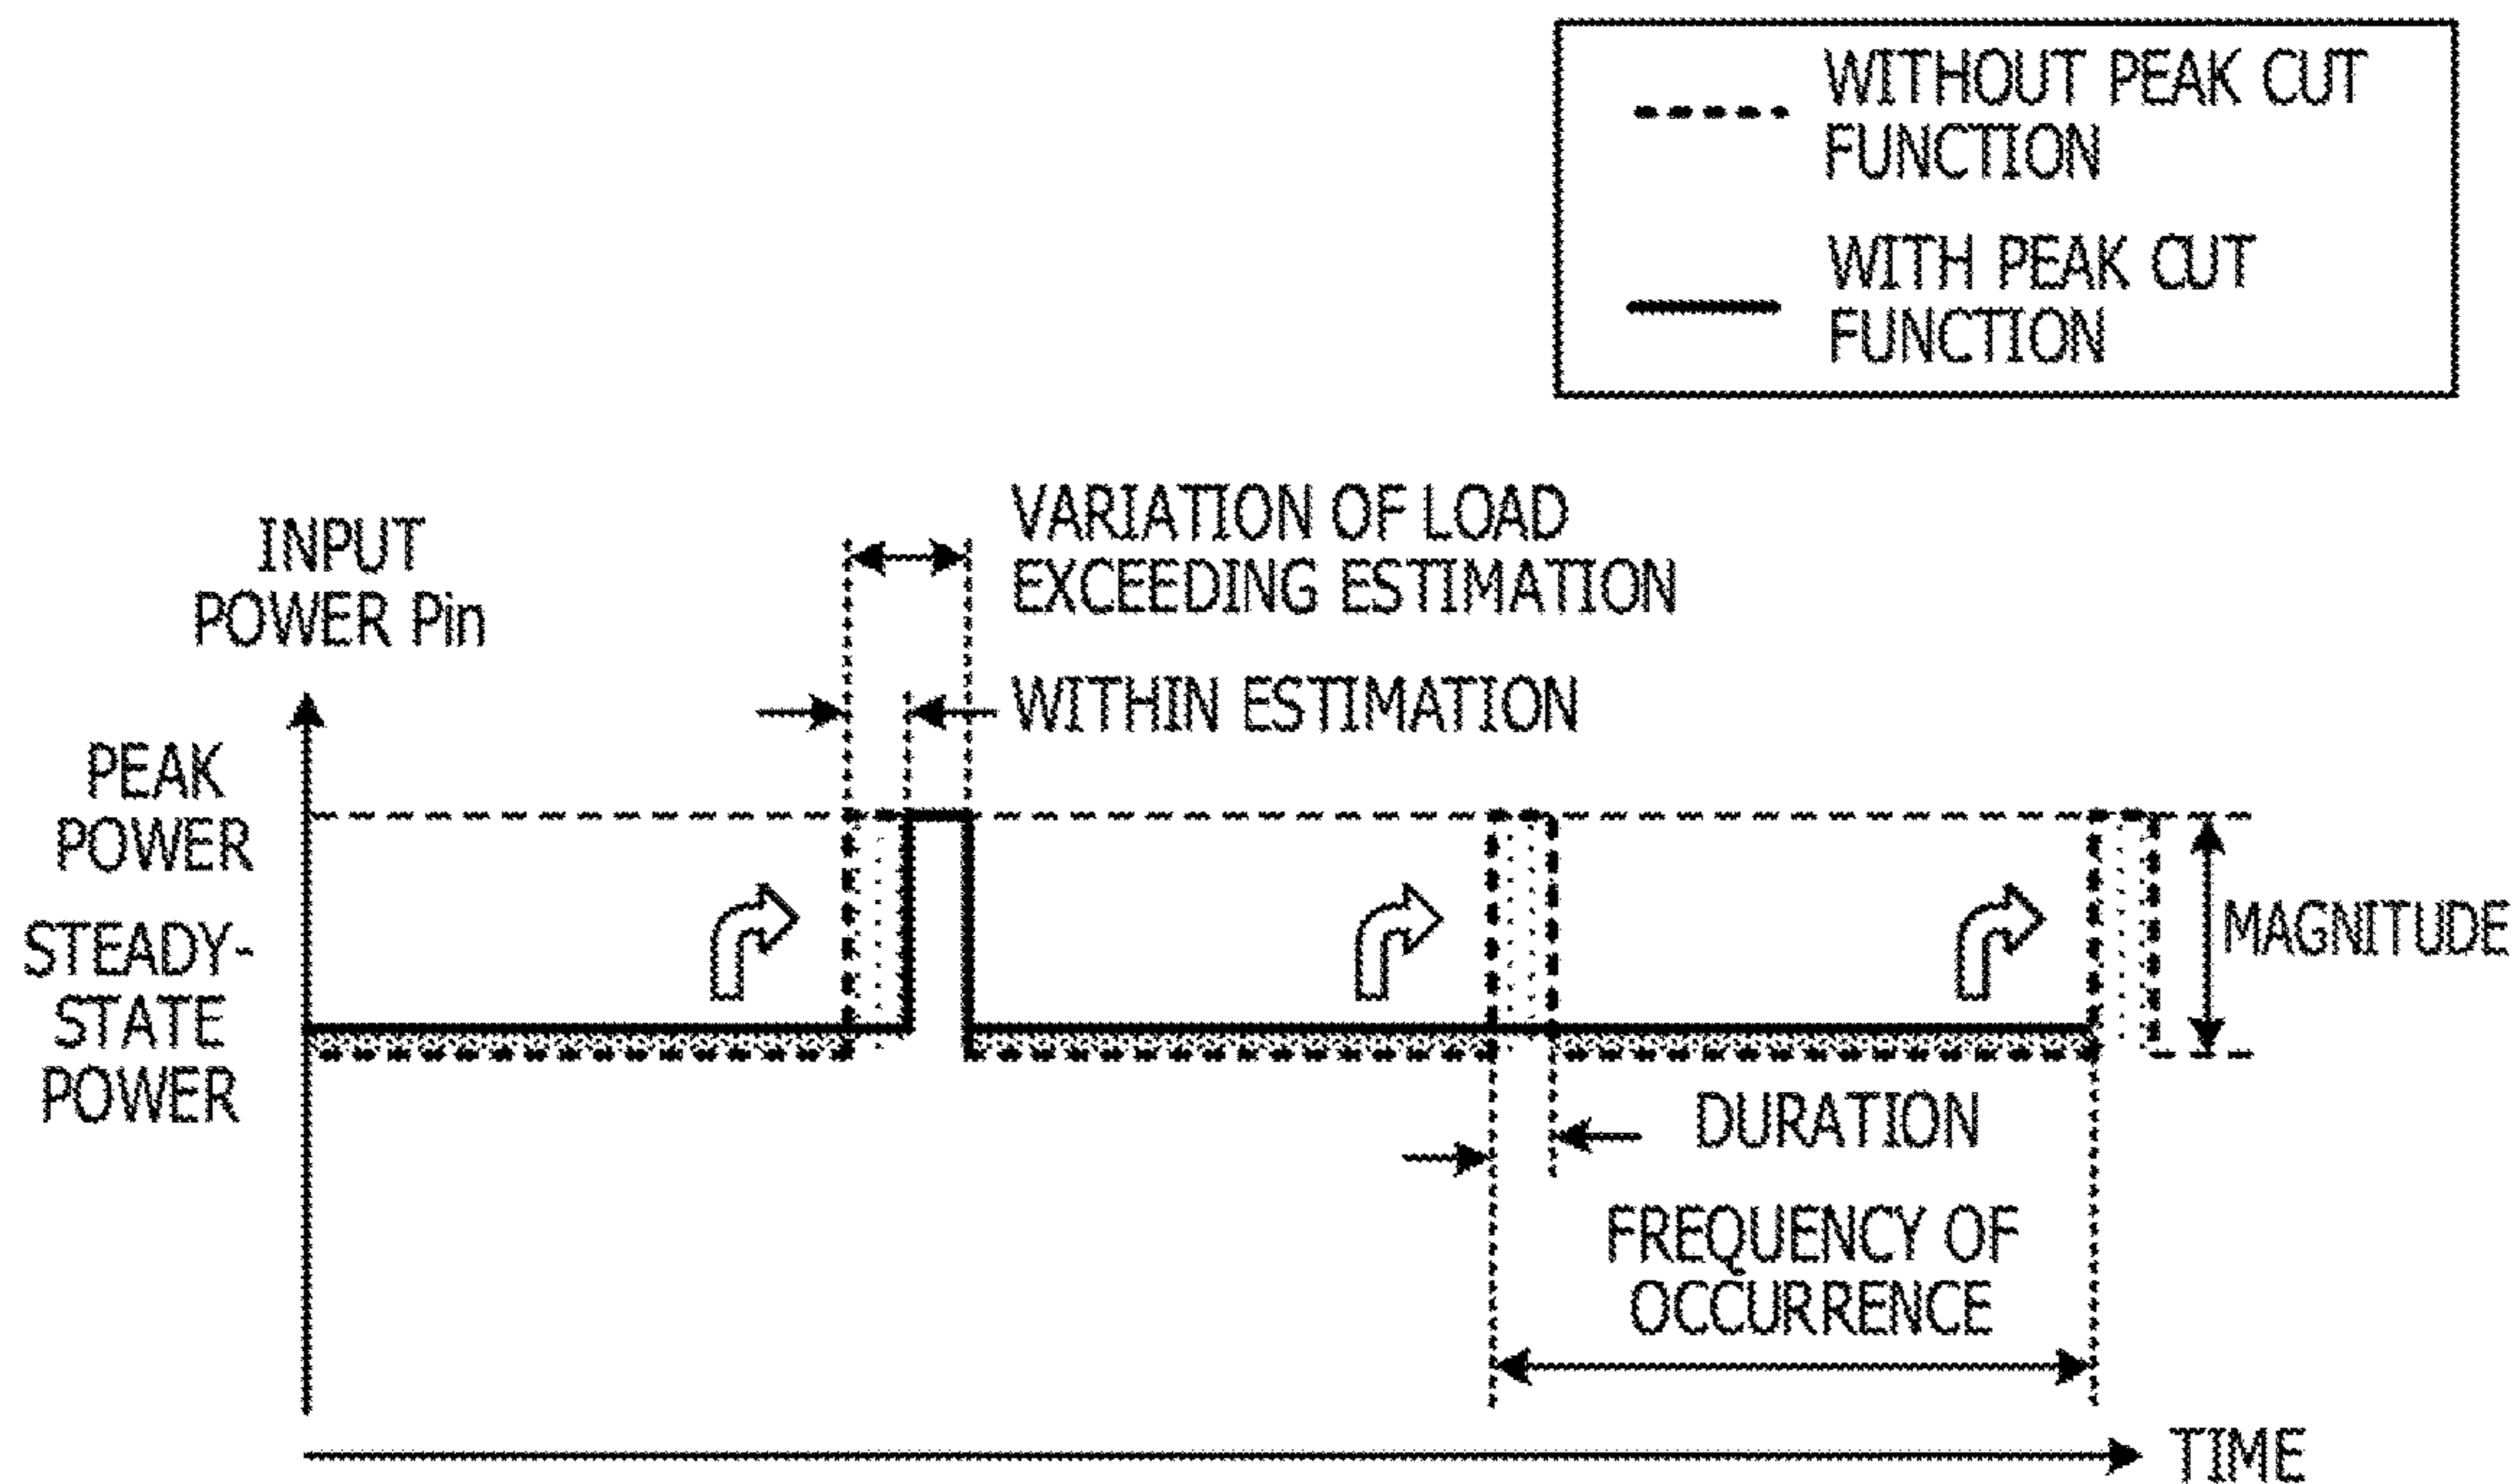 WITHOUT PEAK CUT
FUNCTION
WITH PEAK CUT
FUNCTION
INPUT
POWER Pin
VARIATION OF LOAD
EXCEEDING ESTIMATION
WITHIN ESTIMATION
PEAK
POWER
STEADY-
STATE
POWER
MAGNITUDE
DURATION
FREQUENCY OF
OCCURRENCE
TIME